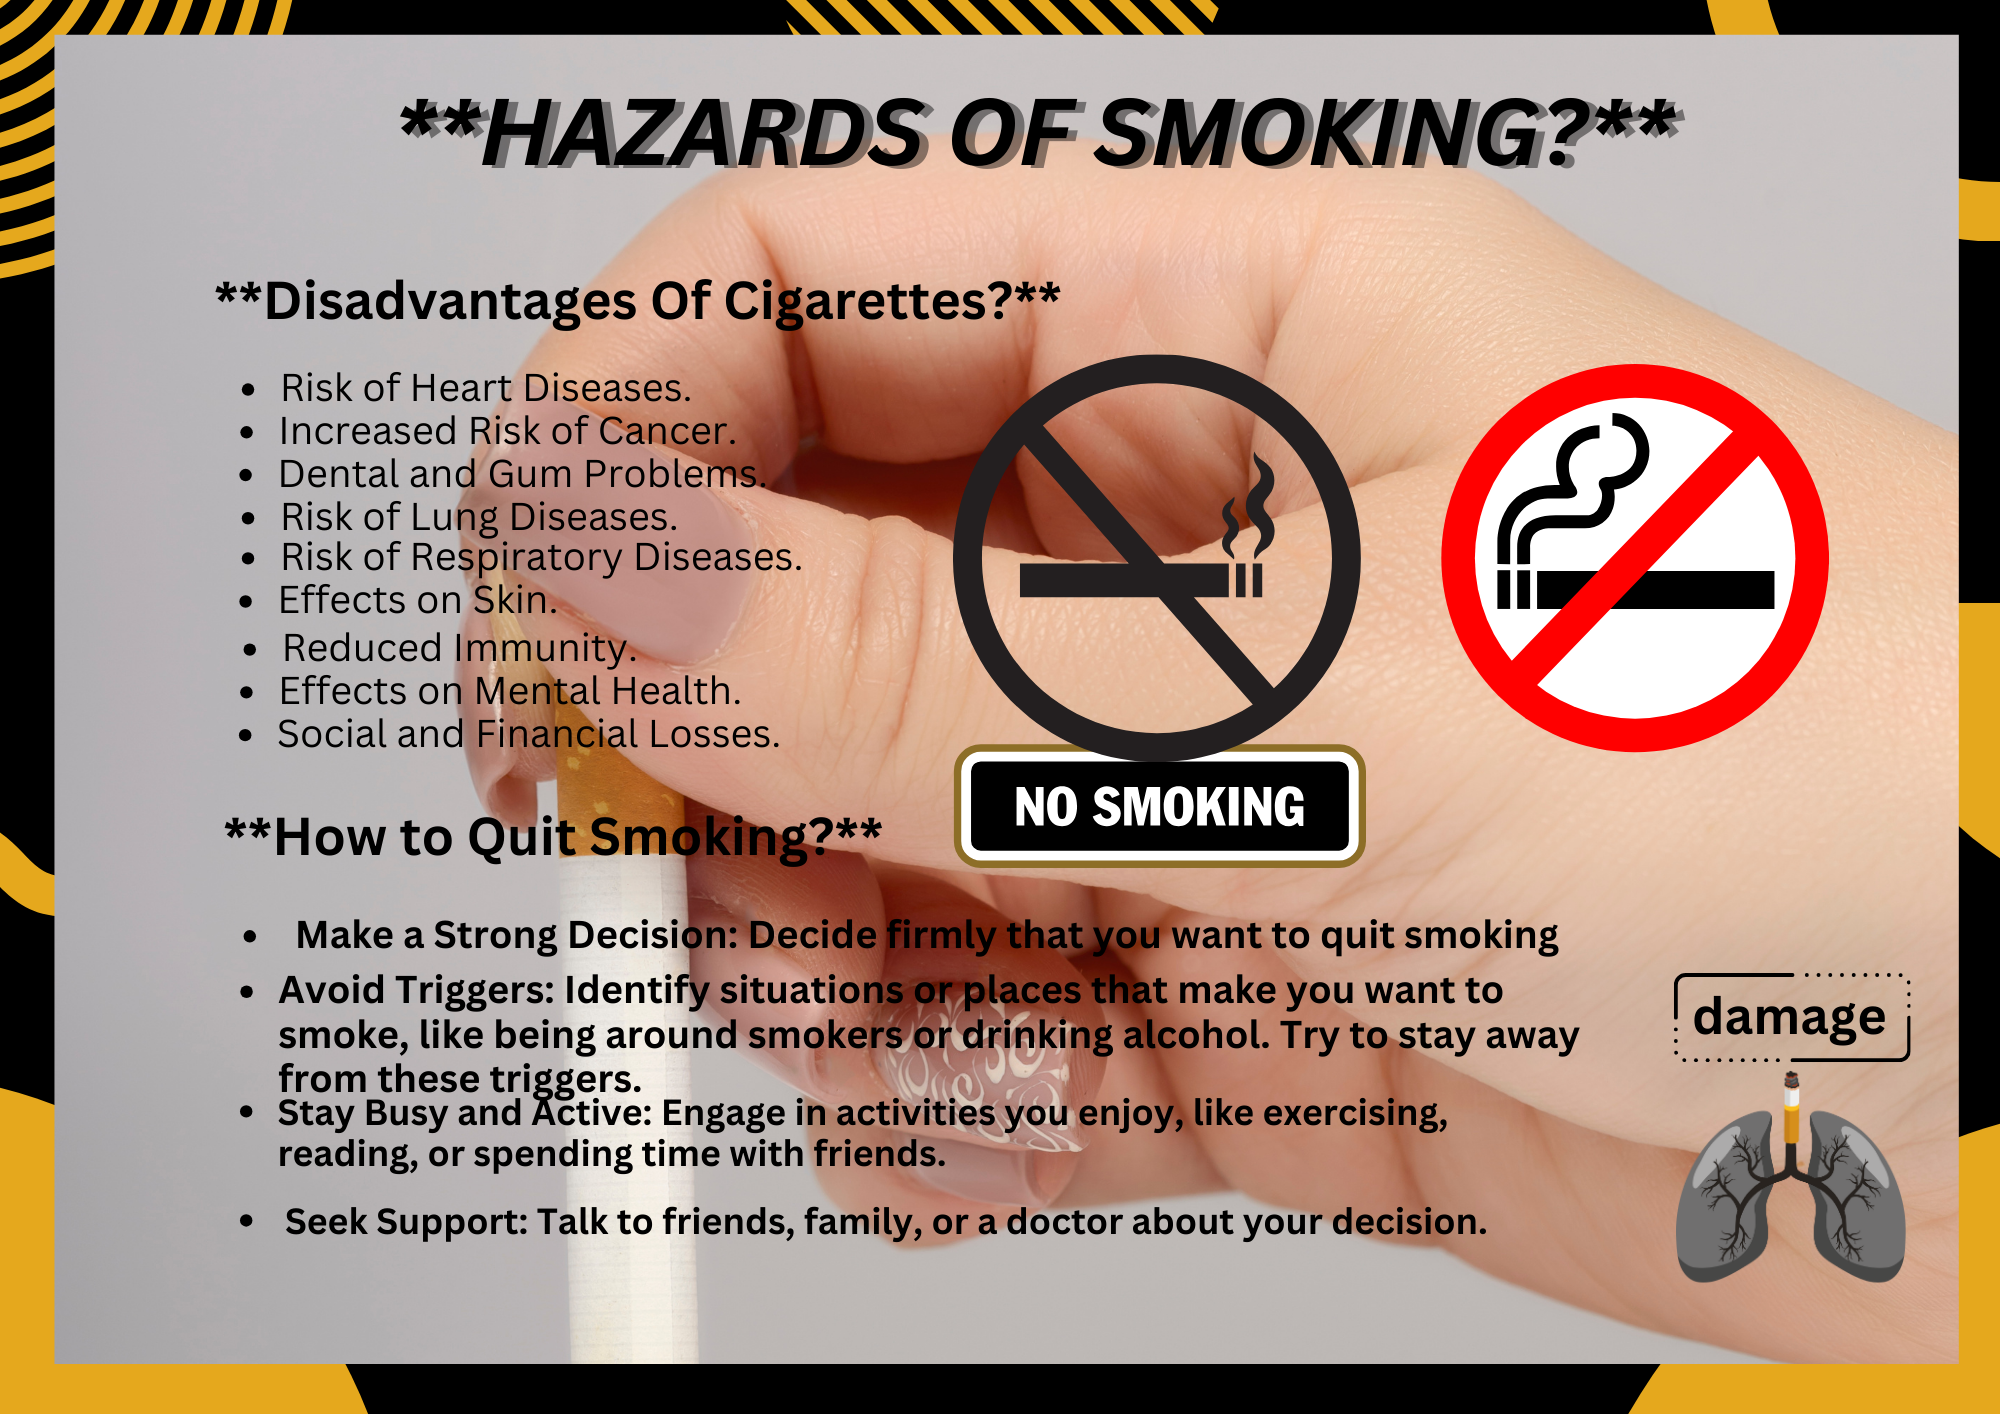 **HAZARDS OF SMOKING?**
**Disadvantages Of Cigarettes?**
• Risk of Heart Diseases.
• Increased Risk of Cancer.
• Dental and Gum Problems.
• Risk of Lung Diseases.
• Risk of Respiratory Diseases.
• Effects on Skin.
• Reduced Immunity.
• Effects on Mental Health.
• Social and Financial Losses.
NO SMOKING
**How to Quit Smoking?**
• Make a Strong Decision: Decide firmly that you want to quit smoking
• Avoid Triggers: Identify situations or places that make you want to
smoke, like being around smokers or drinking alcohol. Try to stay away
from these triggers.
• Stay Busy and Active: Engage in activities you enjoy, like exercising,
reading, or spending time with friends.
• Seek Support: Talk to friends, family, or a doctor about your decision.
damage